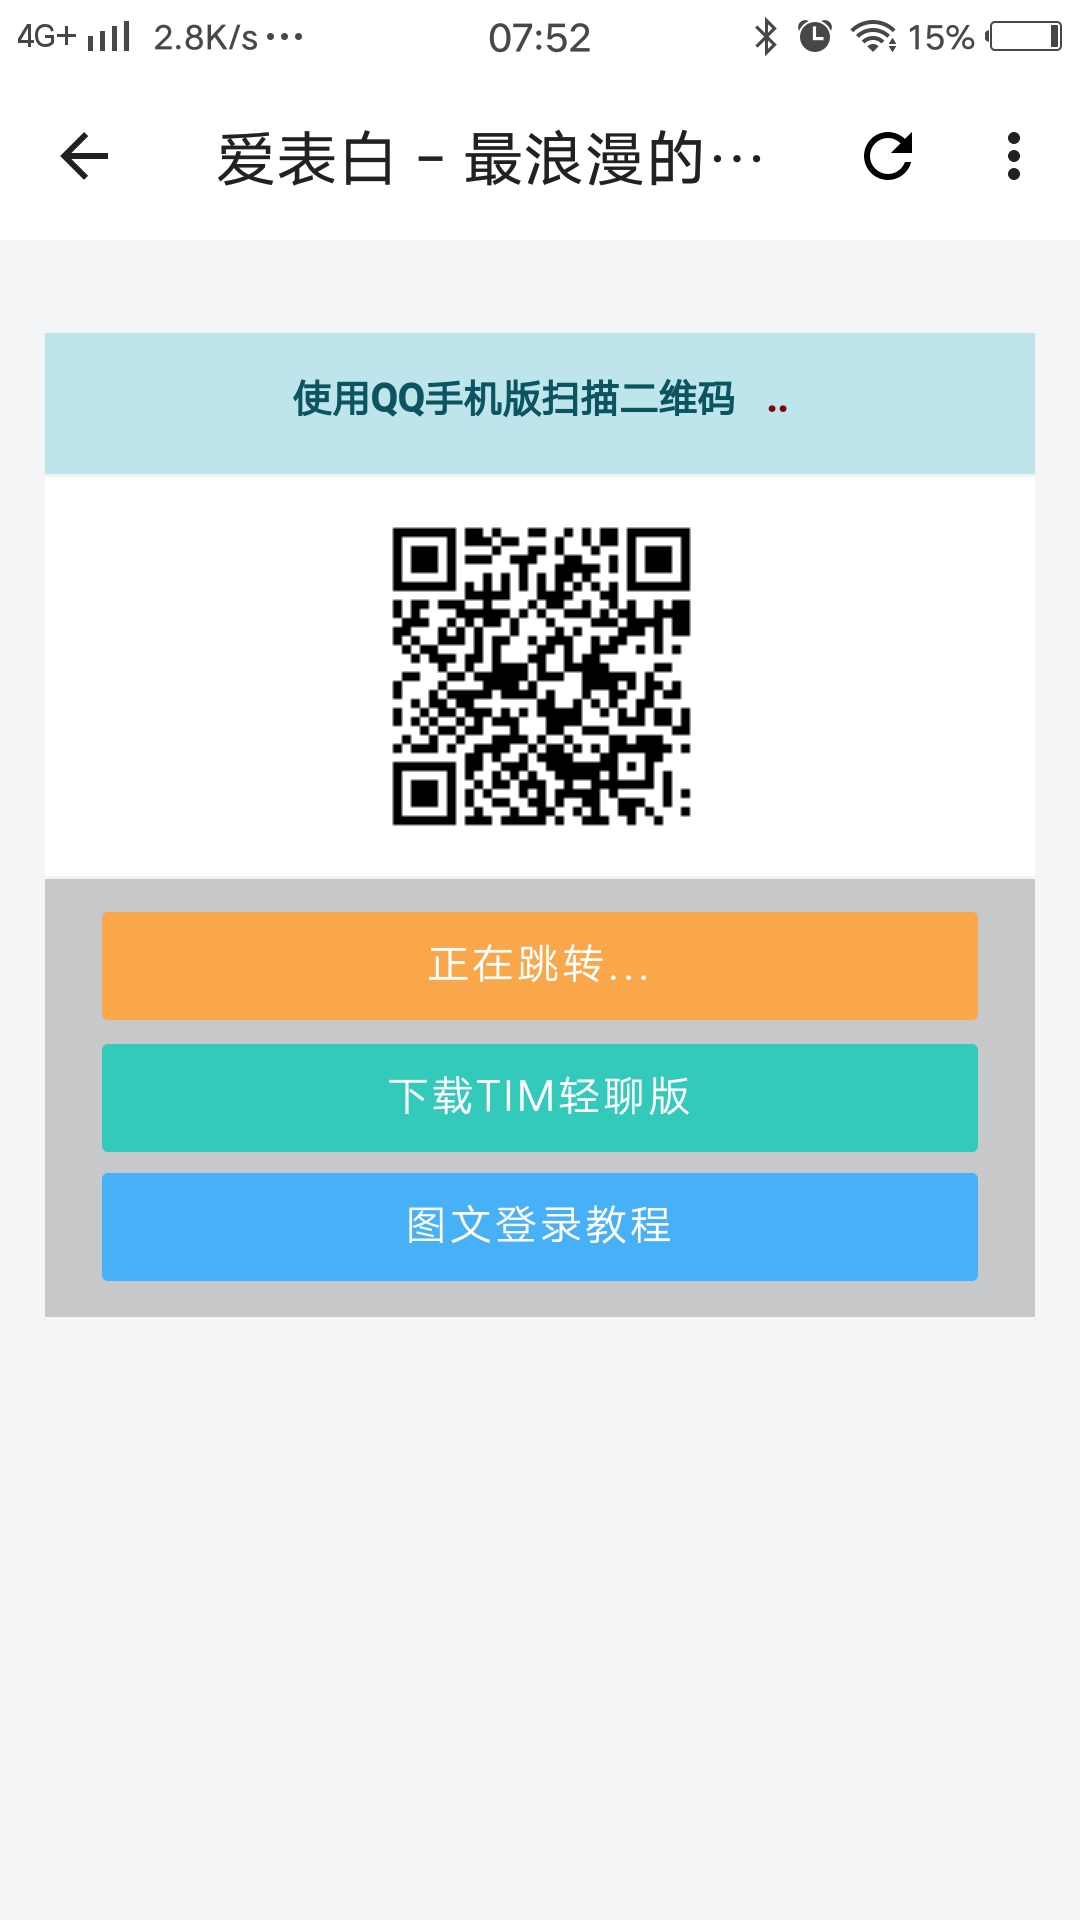 4G+ 2.8K/s ··· 07:52 15%
爱表白 - 最浪漫的···
使用QQ手机版扫描二维码 ..
正在跳转...
下载TIM轻聊版
图文登录教程